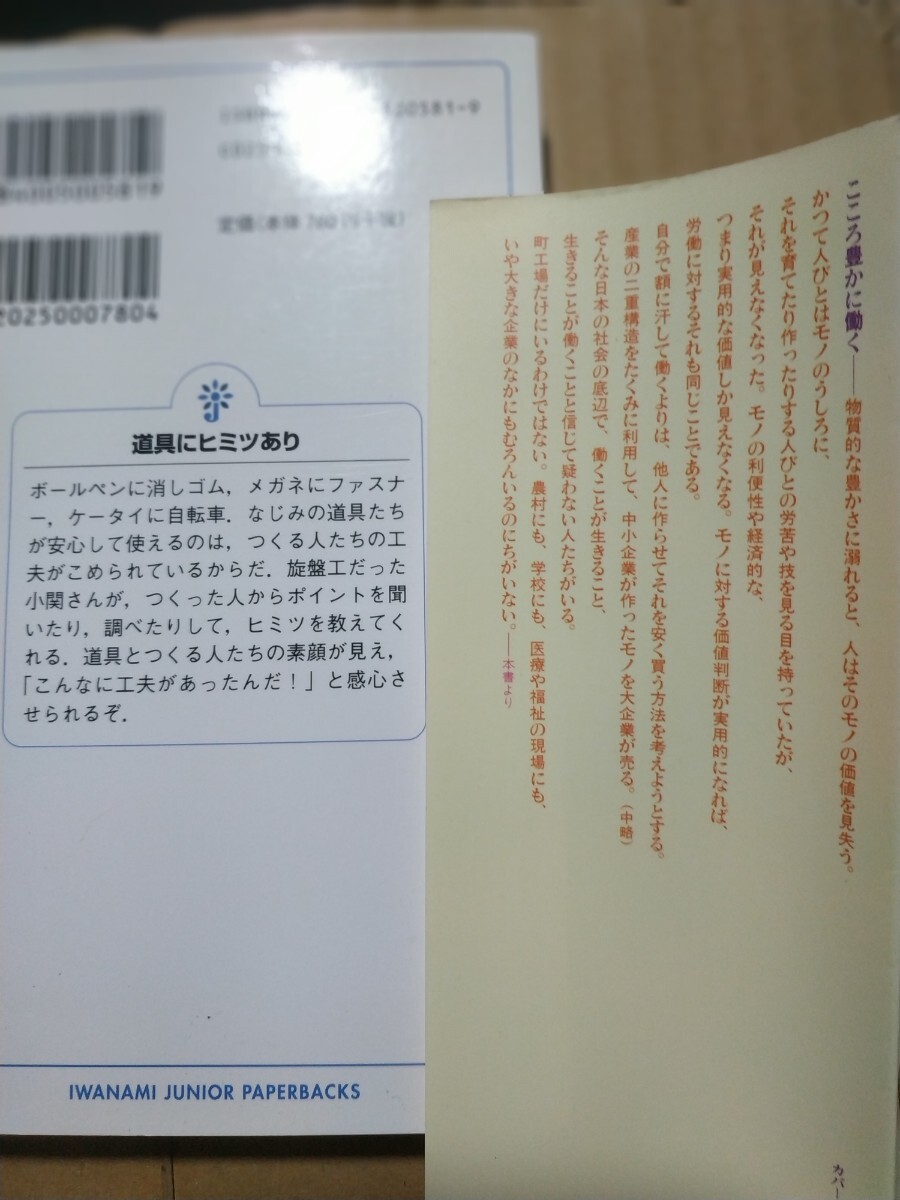 20581-9
定価(本体 760円+税)
20250007804
道具にヒミツあり
ボールペンに消しゴム，メガネにファスナ
ー，ケータイに自転車．なじみの道具たち
が安心して使えるのは，つくる人たちの工
夫がこめられているからだ．旋盤工だった
小関さんが，つくった人からポイントを聞
いたり，調べたりして，ヒミツを教えてく
れる．道具とつくる人たちの素顔が見え，
「こんなに工夫があったんだ！」と感心さ
せられるぞ．
IWANAMI JUNIOR PAPERBACKS
こころ豊かに働く——物質的な豊かさに溺れると、人はそのモノの価値を見失う。
かつて人びとはモノのうしろに、
それを育てたり作ったりする人びとの労苦や技を見る目を持っていたが、
それが見えなくなった。モノの利便性や経済的な、
つまり実用的な価値しか見えなくなる。モノに対する価値判断が実用的になれば、
労働に対するそれも同じことである。
自分で額に汗して働くよりは、他人に作らせてそれを安く買う方法を考えようとする。
産業の二重構造をたくみに利用して、中小企業が作ったモノを大企業が売る。（中略）
そんな日本の社会の底辺で、働くことが生きること、
生きることが働くことと信じて疑わない人たちがいる。
町工場だけにいるわけではない。農村にも、学校にも、医療や福祉の現場にも、
いや大きな企業のなかにもむろんいるのにちがいない。——本書より
カバー